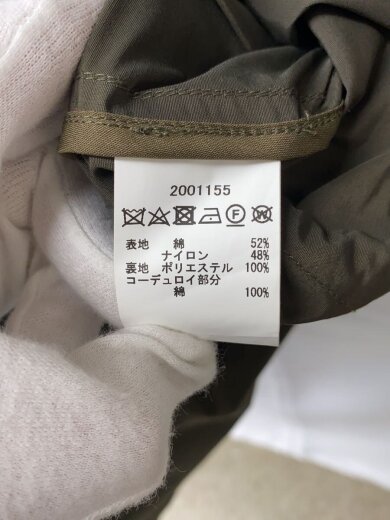 2001155
表地 綿 52%
ナイロン 48%
裏地 ポリエステル 100%
コーデュロイ部分
綿 100%